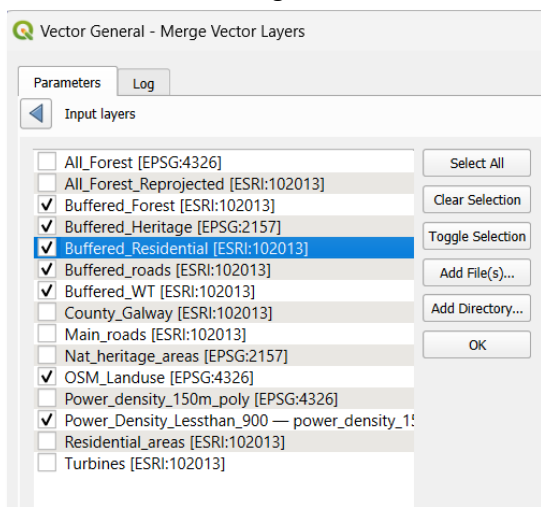 Vector General - Merge Vector Layers
Parameters Log
Input layers
All_Forest [EPSG:4326] Select All
All_Forest_Reprojected [ESRI:102013]
Buffered_Forest [ESRI:102013] Clear Selection
Buffered_Heritage [EPSG:2157]
Buffered_Residential [ESRI:102013] Toggle Selection
Buffered_roads [ESRI:102013] Add File(s)...
Buffered_WT [ESRI:102013]
County_Galway [ESRI:102013] Add Directory...
Main_roads [ESRI:102013]
Nat_heritage_areas [EPSG:2157] OK
OSM_Landuse [EPSG:4326]
Power_density_150m_poly [EPSG:4326]
Power_Density_Lessthan_900 — power_density_15
Residential_areas [ESRI:102013]
Turbines [ESRI:102013]